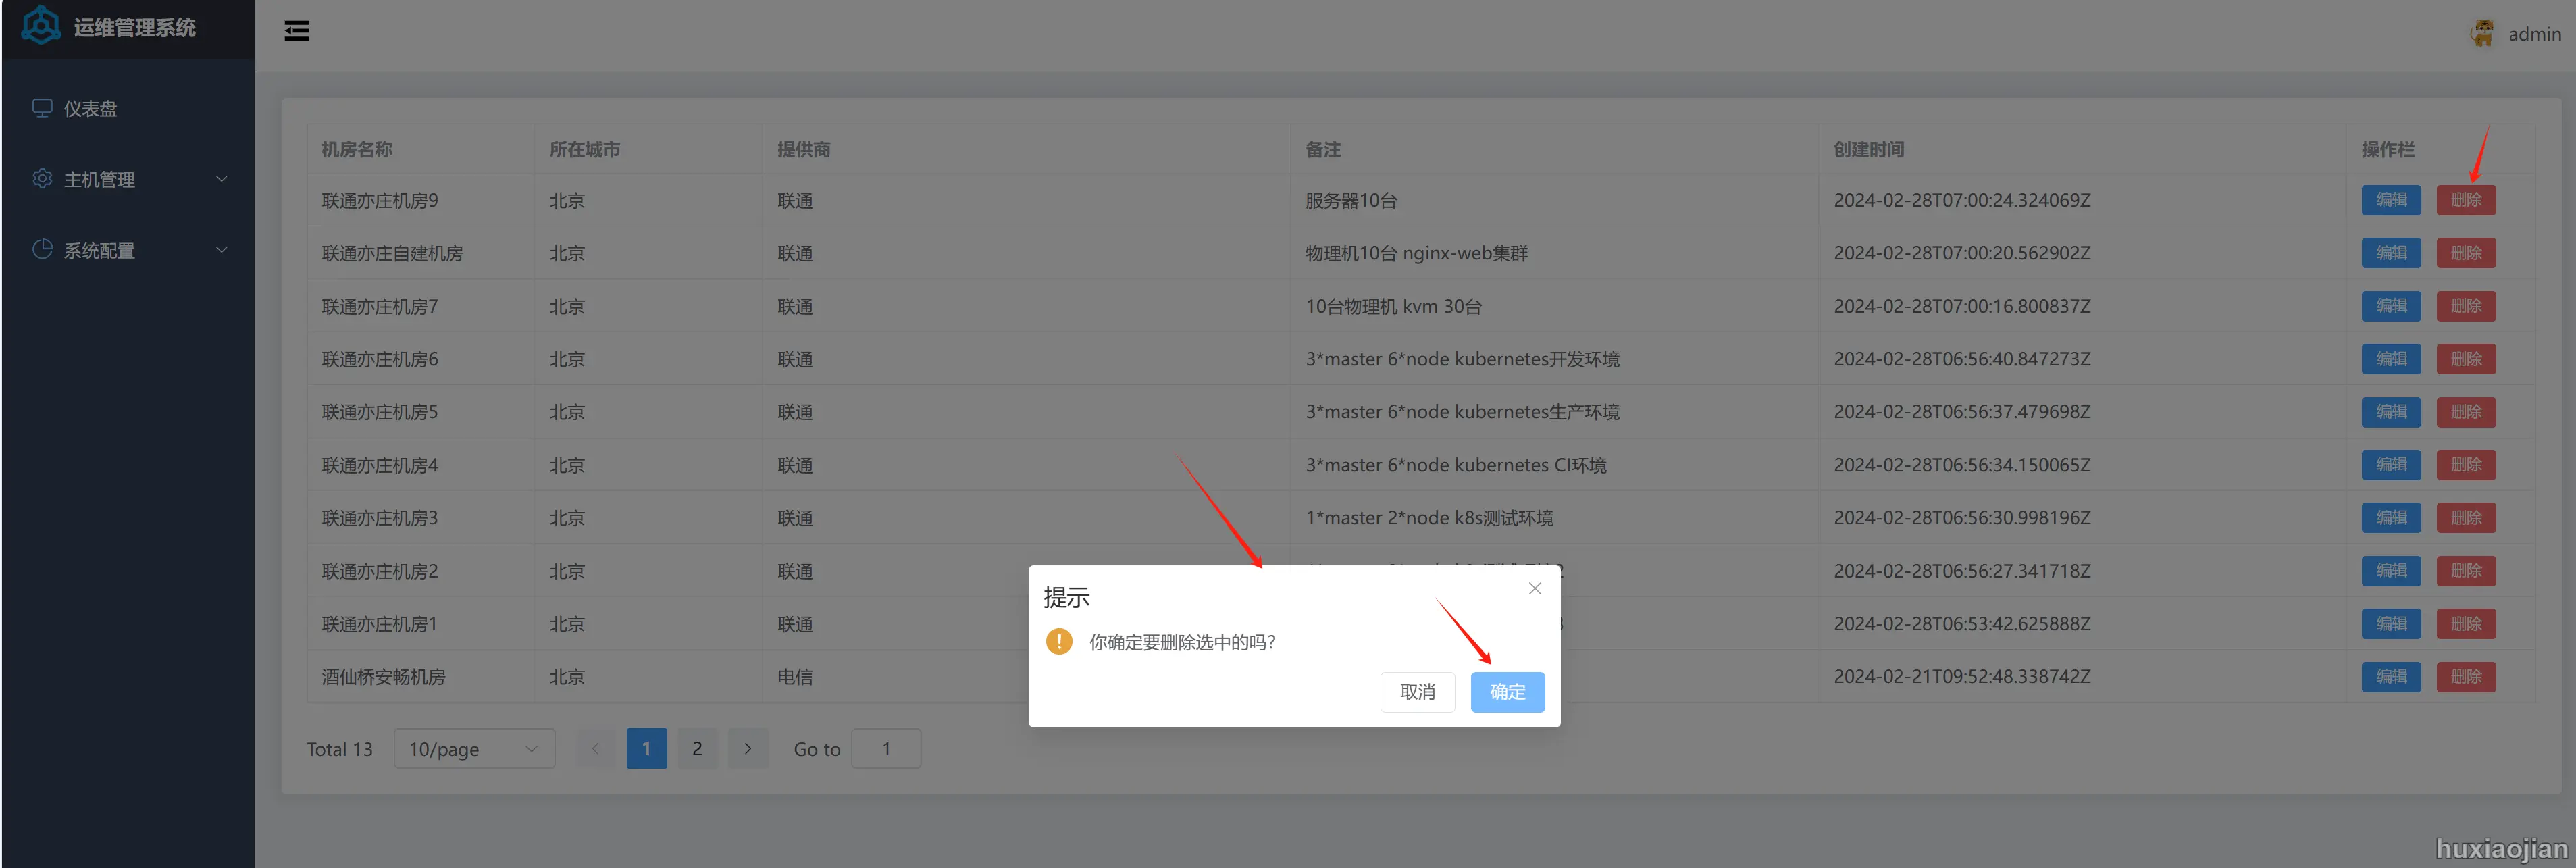 运维管理系统
admin
仪表盘
主机管理
系统配置
机房名称 所在城市 提供商 备注 创建时间 操作栏
联通亦庄机房9 北京 联通 服务器10台 2024-02-28T07:00:24.324069Z 编辑 删除
联通亦庄自建机房 北京 联通 物理机10台 nginx-web集群 2024-02-28T07:00:20.562902Z 编辑 删除
联通亦庄机房7 北京 联通 10台物理机 kvm 30台 2024-02-28T07:00:16.800837Z 编辑 删除
联通亦庄机房6 北京 联通 3*master 6*node kubernetes开发环境 2024-02-28T06:56:40.847273Z 编辑 删除
联通亦庄机房5 北京 联通 3*master 6*node kubernetes生产环境 2024-02-28T06:56:37.479698Z 编辑 删除
联通亦庄机房4 北京 联通 3*master 6*node kubernetes CI环境 2024-02-28T06:56:34.150065Z 编辑 删除
联通亦庄机房3 北京 联通 1*master 2*node k8s测试环境 2024-02-28T06:56:30.998196Z 编辑 删除
联通亦庄机房2 北京 联通 2024-02-28T06:56:27.341718Z 编辑 删除
联通亦庄机房1 北京 联通 2024-02-28T06:53:42.625888Z 编辑 删除
酒仙桥安畅机房 北京 电信 2024-02-21T09:52:48.338742Z 编辑 删除
提示
你确定要删除选中的吗?
取消 确定
Total 13 10/page 1 2 Go to 1
huxiaojian